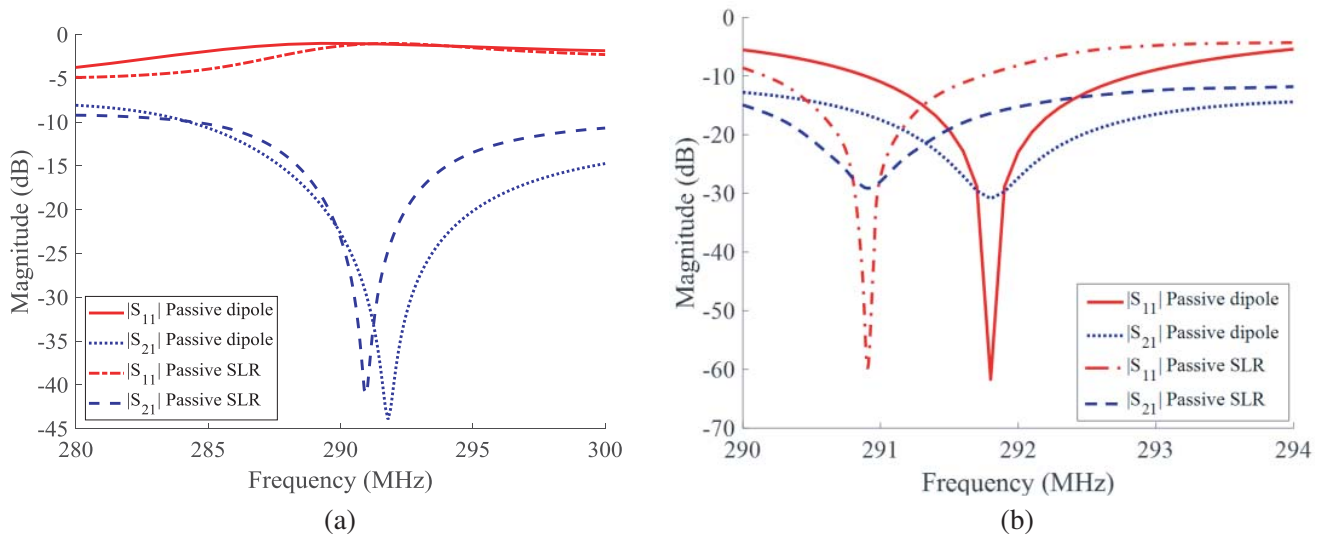 0
-5
-10
-15
-20
-25
-30
-35
-40
-45
Magnitude (dB)
|S11| Passive dipole
|S21| Passive dipole
|S11| Passive SLR
|S21| Passive SLR
280 285 290 295 300
Frequency (MHz)
(a)
0
-10
-20
-30
-40
-50
-60
-70
Magnitude (dB)
|S11| Passive dipole
|S21| Passive dipole
|S11| Passive SLR
|S21| Passive SLR
290 291 292 293 294
Frequency (MHz)
(b)